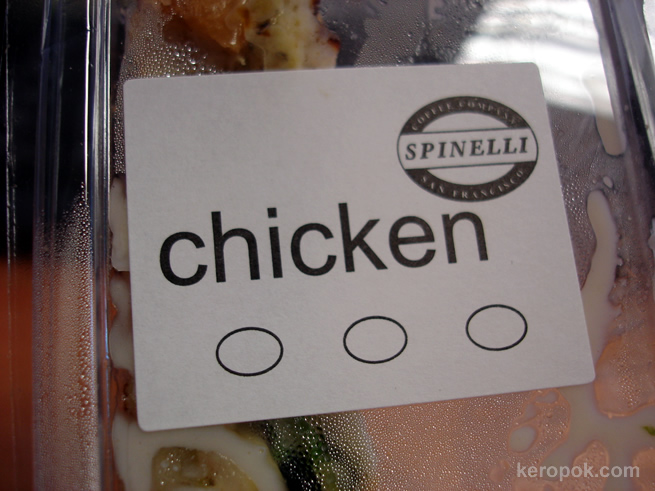 COFFEE COMPANY
SPINELLI
SAN FRANCISCO
chicken
keropok.com